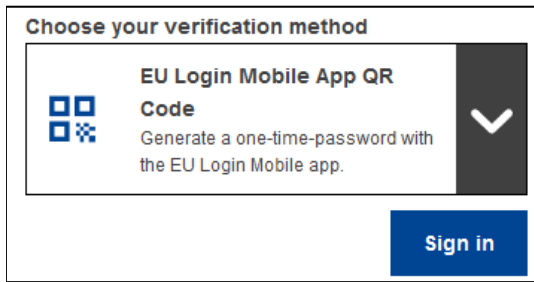 Choose your verification method
EU Login Mobile App QR
Code
Generate a one-time-password with
the EU Login Mobile app.
Sign in